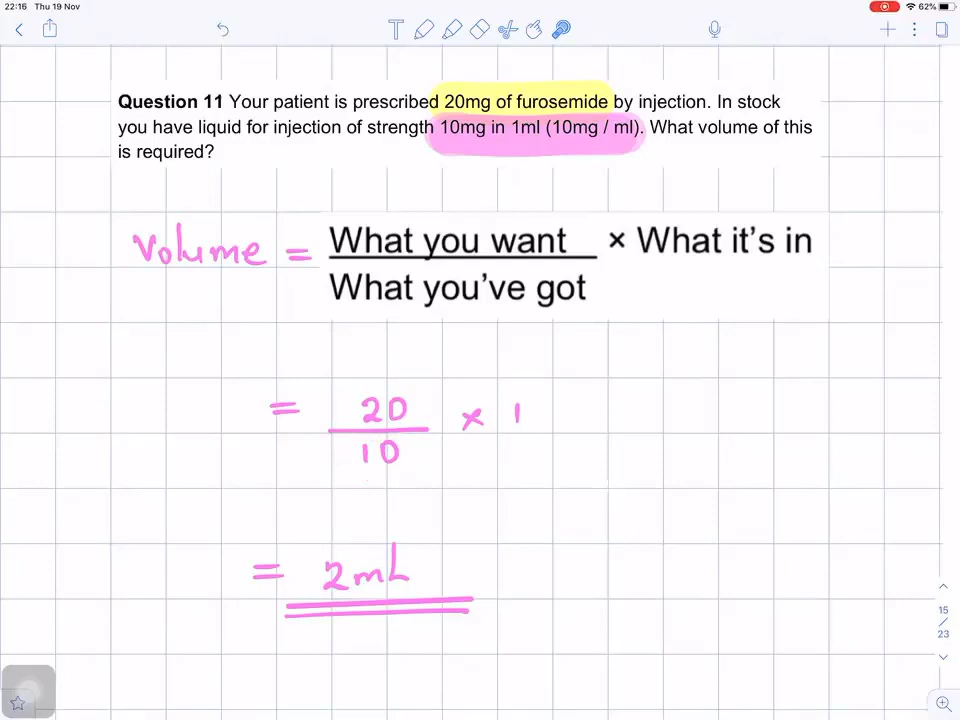 22:16 Thu 19 Nov
62%
Question 11 Your patient is prescribed 20mg of furosemide by injection. In stock
you have liquid for injection of strength 10mg in 1ml (10mg / ml). What volume of this
is required?
Volume = What you want × What it's in
What you've got
= 20 × 1
10
= 2mL
15
/
23